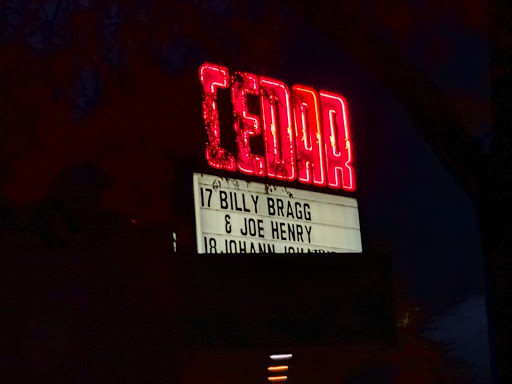 CEDAR
17 BILLY BRAGG
& JOE HENRY
18 JOHANN